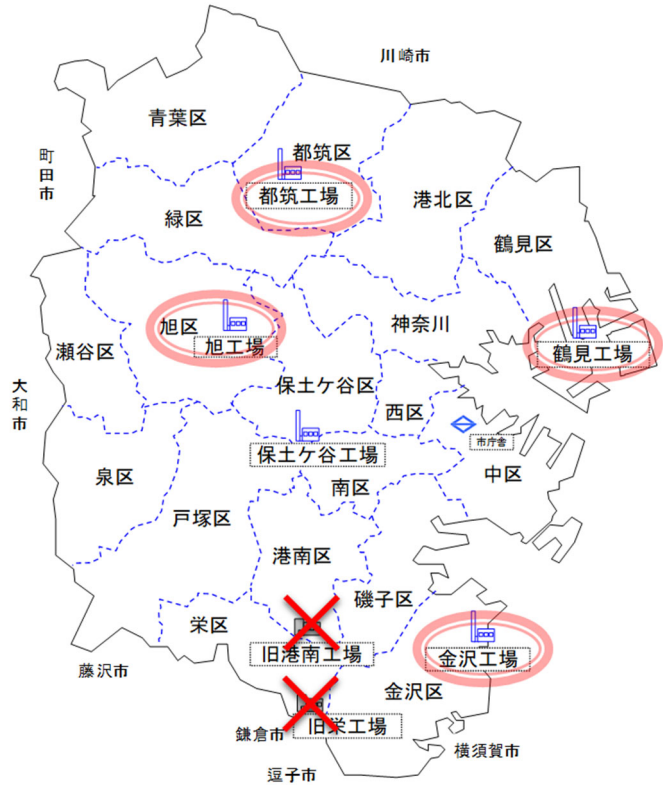 川崎市
青葉区
町田市
都筑区
都筑工場
港北区
緑区
鶴見区
旭区
旭工場
神奈川
鶴見工場
瀬谷区
大和市
保土ケ谷区
西区
市庁舎
保土ケ谷工場
中区
泉区
南区
戸塚区
港南区
磯子区
栄区
旧港南工場
金沢工場
藤沢市
金沢区
旧栄工場
鎌倉市
横須賀市
逗子市